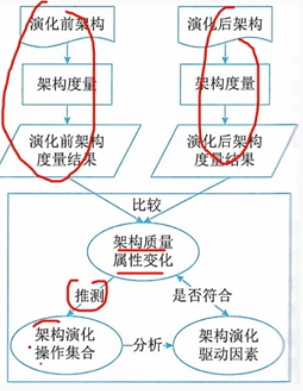 演化前架构
演化后架构
架构度量
架构度量
演化前架构
度量结果
演化后架构
度量结果
比较
架构质量
属性变化
推测
是否符合
架构演化
操作集合
分析
架构演化
驱动因素